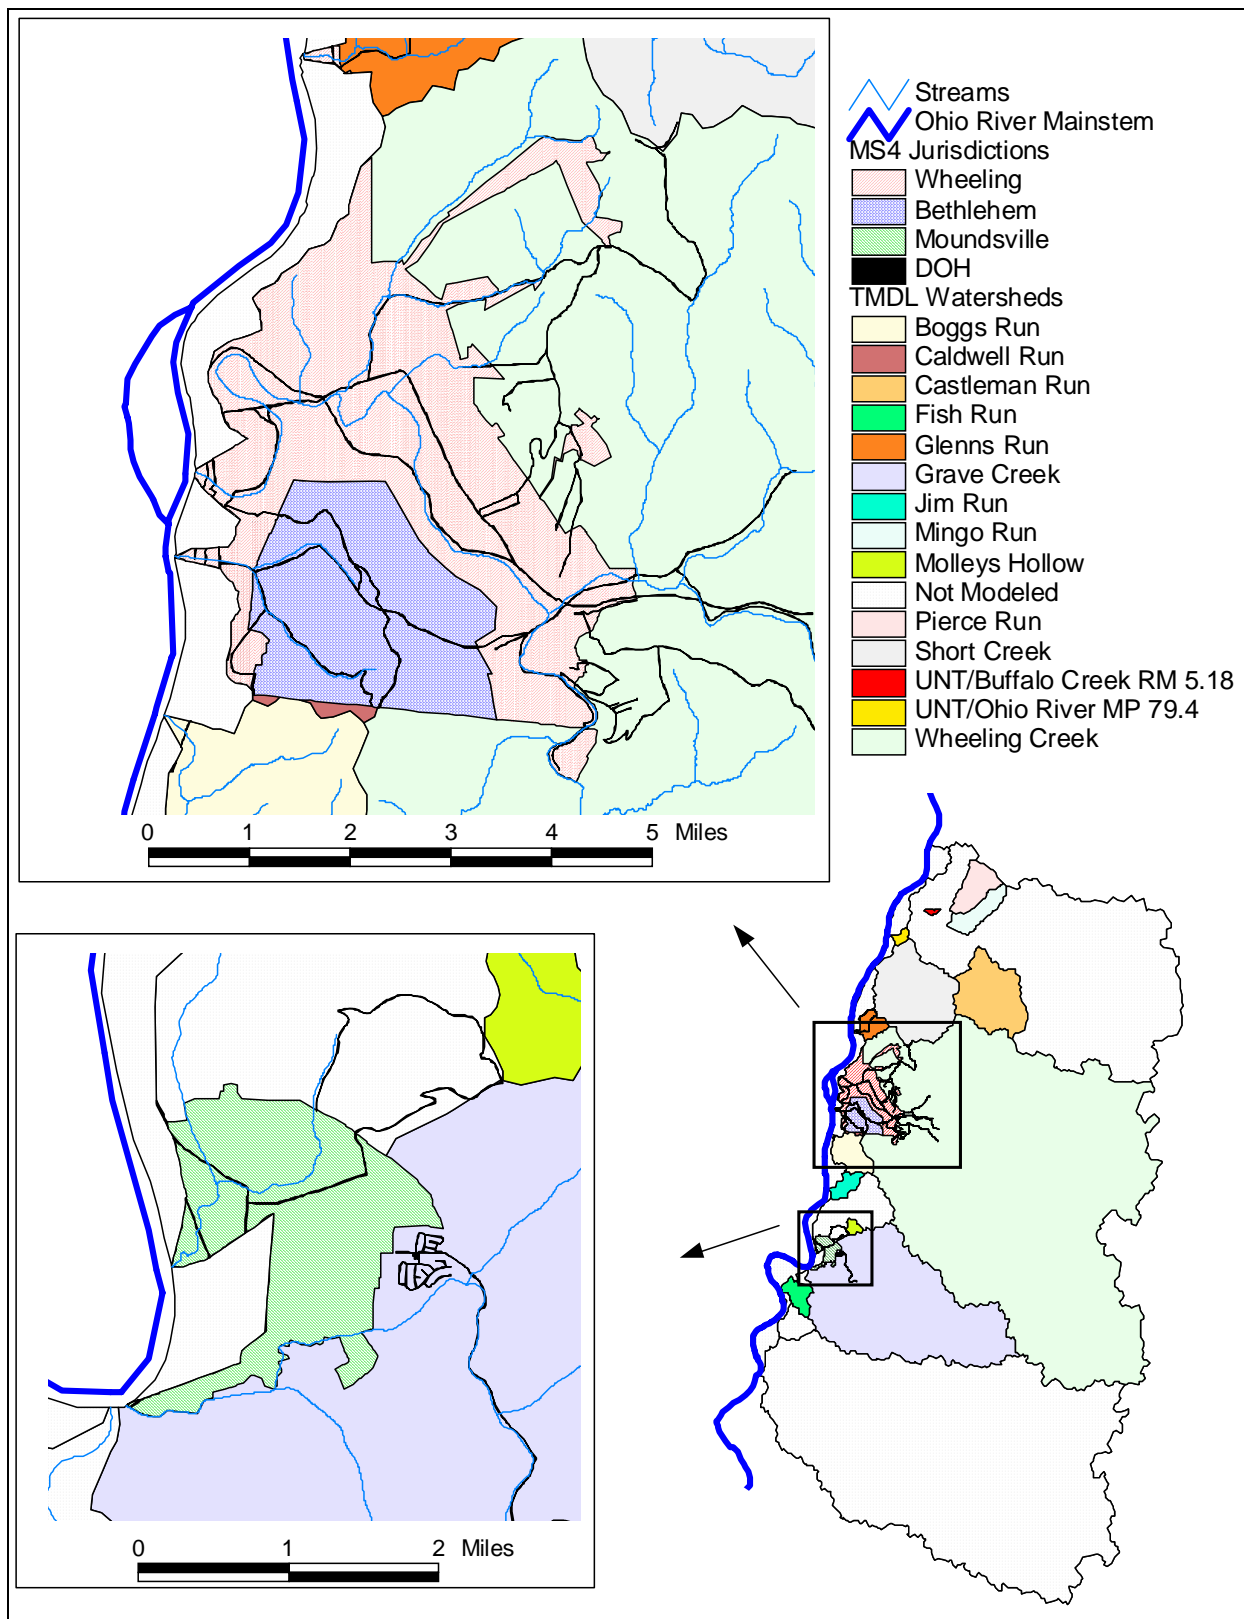 Streams
Ohio River Mainstem
MS4 Jurisdictions
Wheeling
Bethlehem
Moundsville
DOH
TMDL Watersheds
Boggs Run
Caldwell Run
Castleman Run
Fish Run
Glenns Run
Grave Creek
Jim Run
Mingo Run
Molleys Hollow
Not Modeled
Pierce Run
Short Creek
UNT/Buffalo Creek RM 5.18
UNT/Ohio River MP 79.4
Wheeling Creek
0 1 2 3 4 5 Miles
0 1 2 Miles